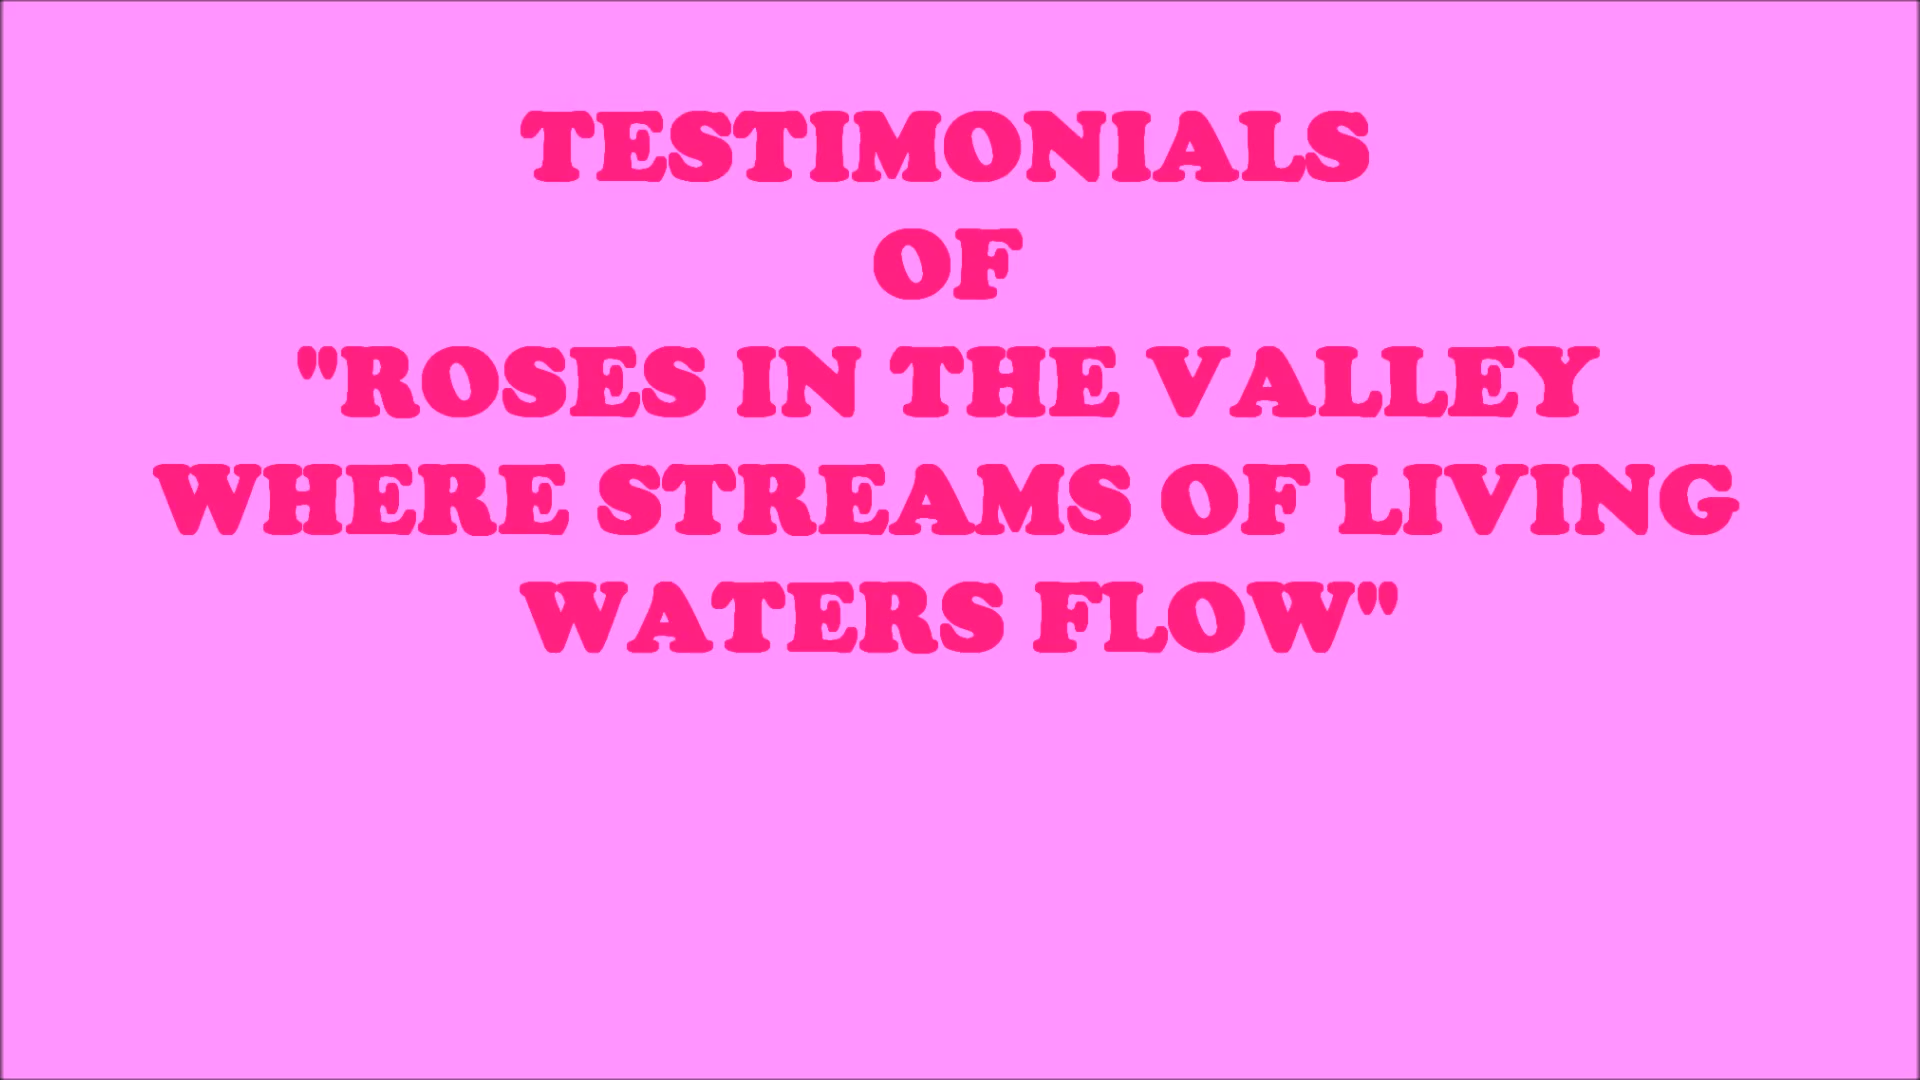 TESTIMONIALS
OF
"ROSES IN THE VALLEY
WHERE STREAMS OF LIVING
WATERS FLOW"